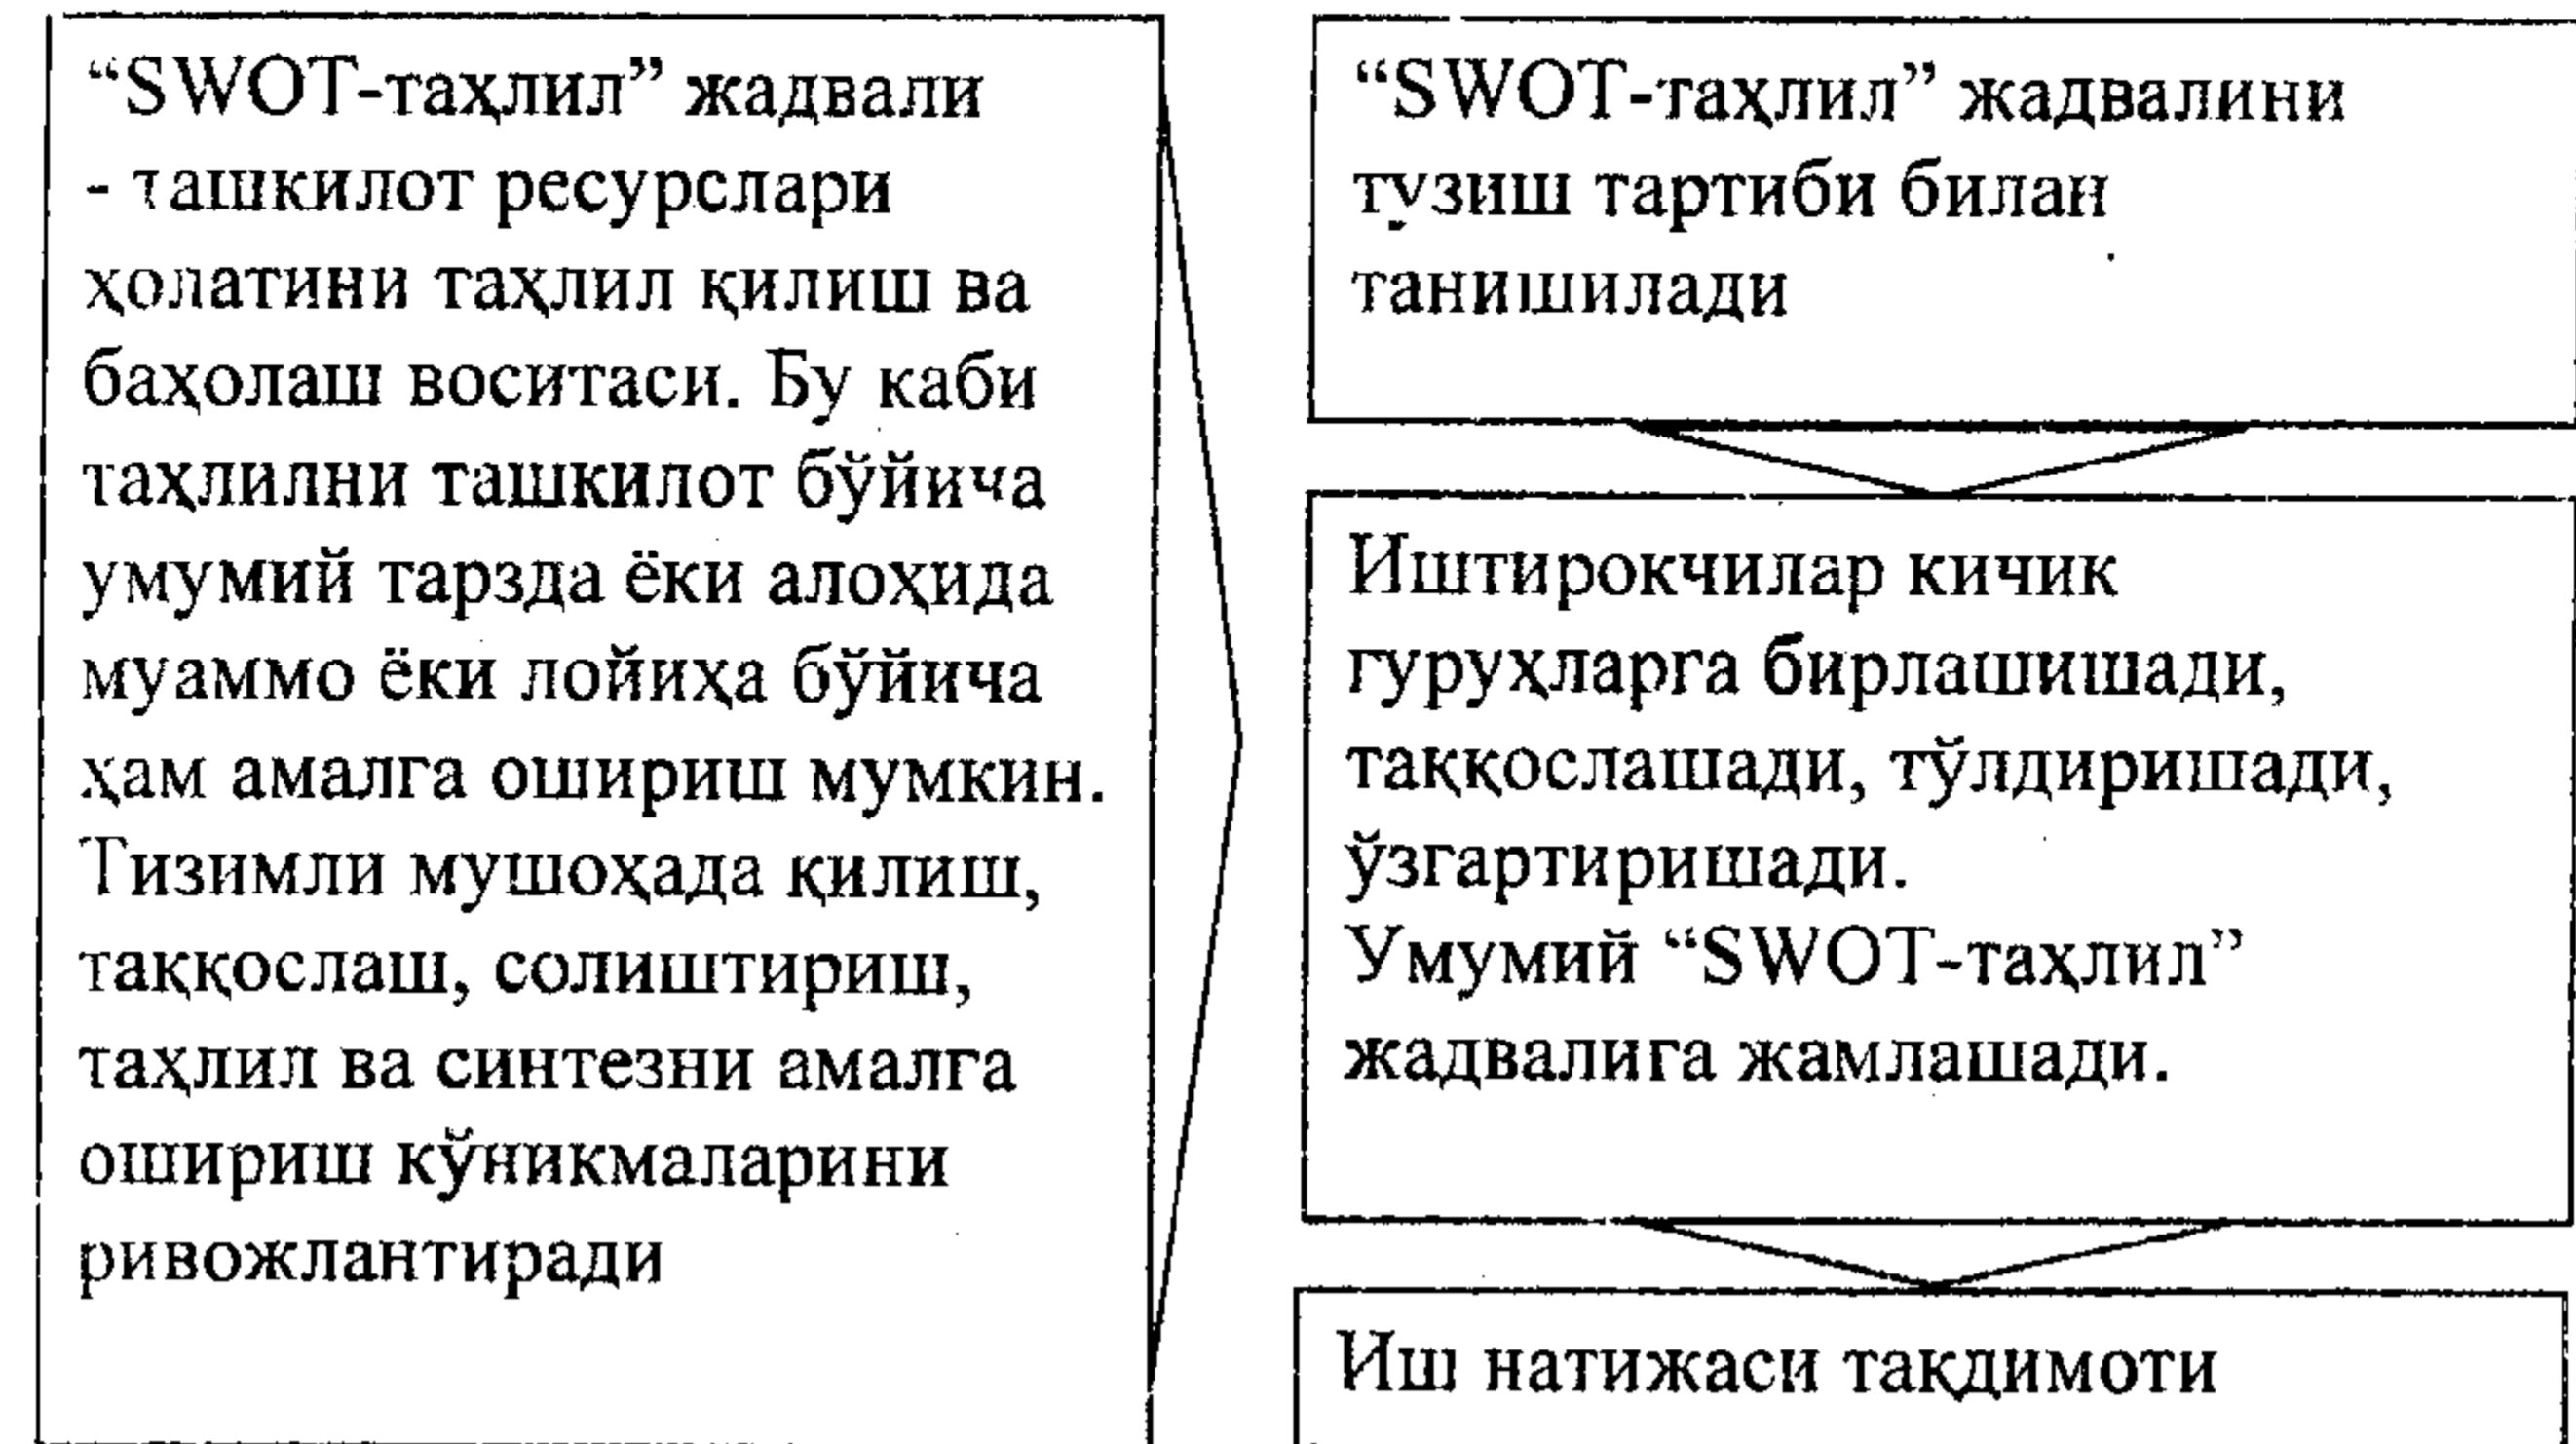 “SWOT-таҳлил” жадвали
- ташкилот ресурслари
ҳолатини таҳлил қилиш ва
баҳолаш воситаси. Бу каби
таҳлилни ташкилот бўйича
умумий тарзда ёки алоҳида
муаммо ёки лойиҳа бўйича
ҳам амалга ошириш мумкин.
Тизимли мушоҳада қилиш,
таққослаш, солиштириш,
таҳлил ва синтезни амалга
ошириш кўникмаларини
ривожлантиради
“SWOT-таҳлил” жадвалини
тузиш тартиби билан
танишилади
Иштирокчилар кичик
гуруҳларга бирлашишади,
таққослашади, тўлдиришади,
ўзгартиришади.
Умумий “SWOT-таҳлил”
жадвалига жамлашади.
Иш натижаси тақдимоти